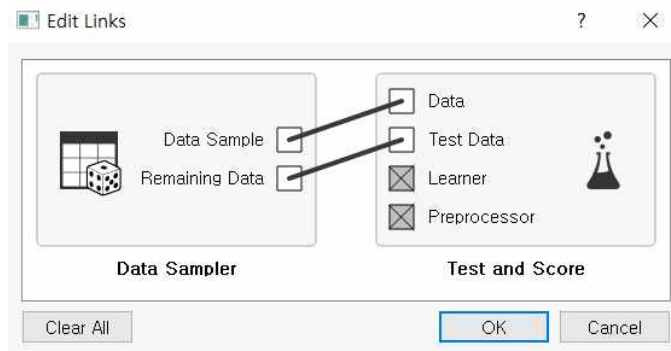 Edit Links
?
Data
Data Sample
Test Data
Remaining Data
Learner
Preprocessor
Data Sampler
Test and Score
Clear All
OK
Cancel